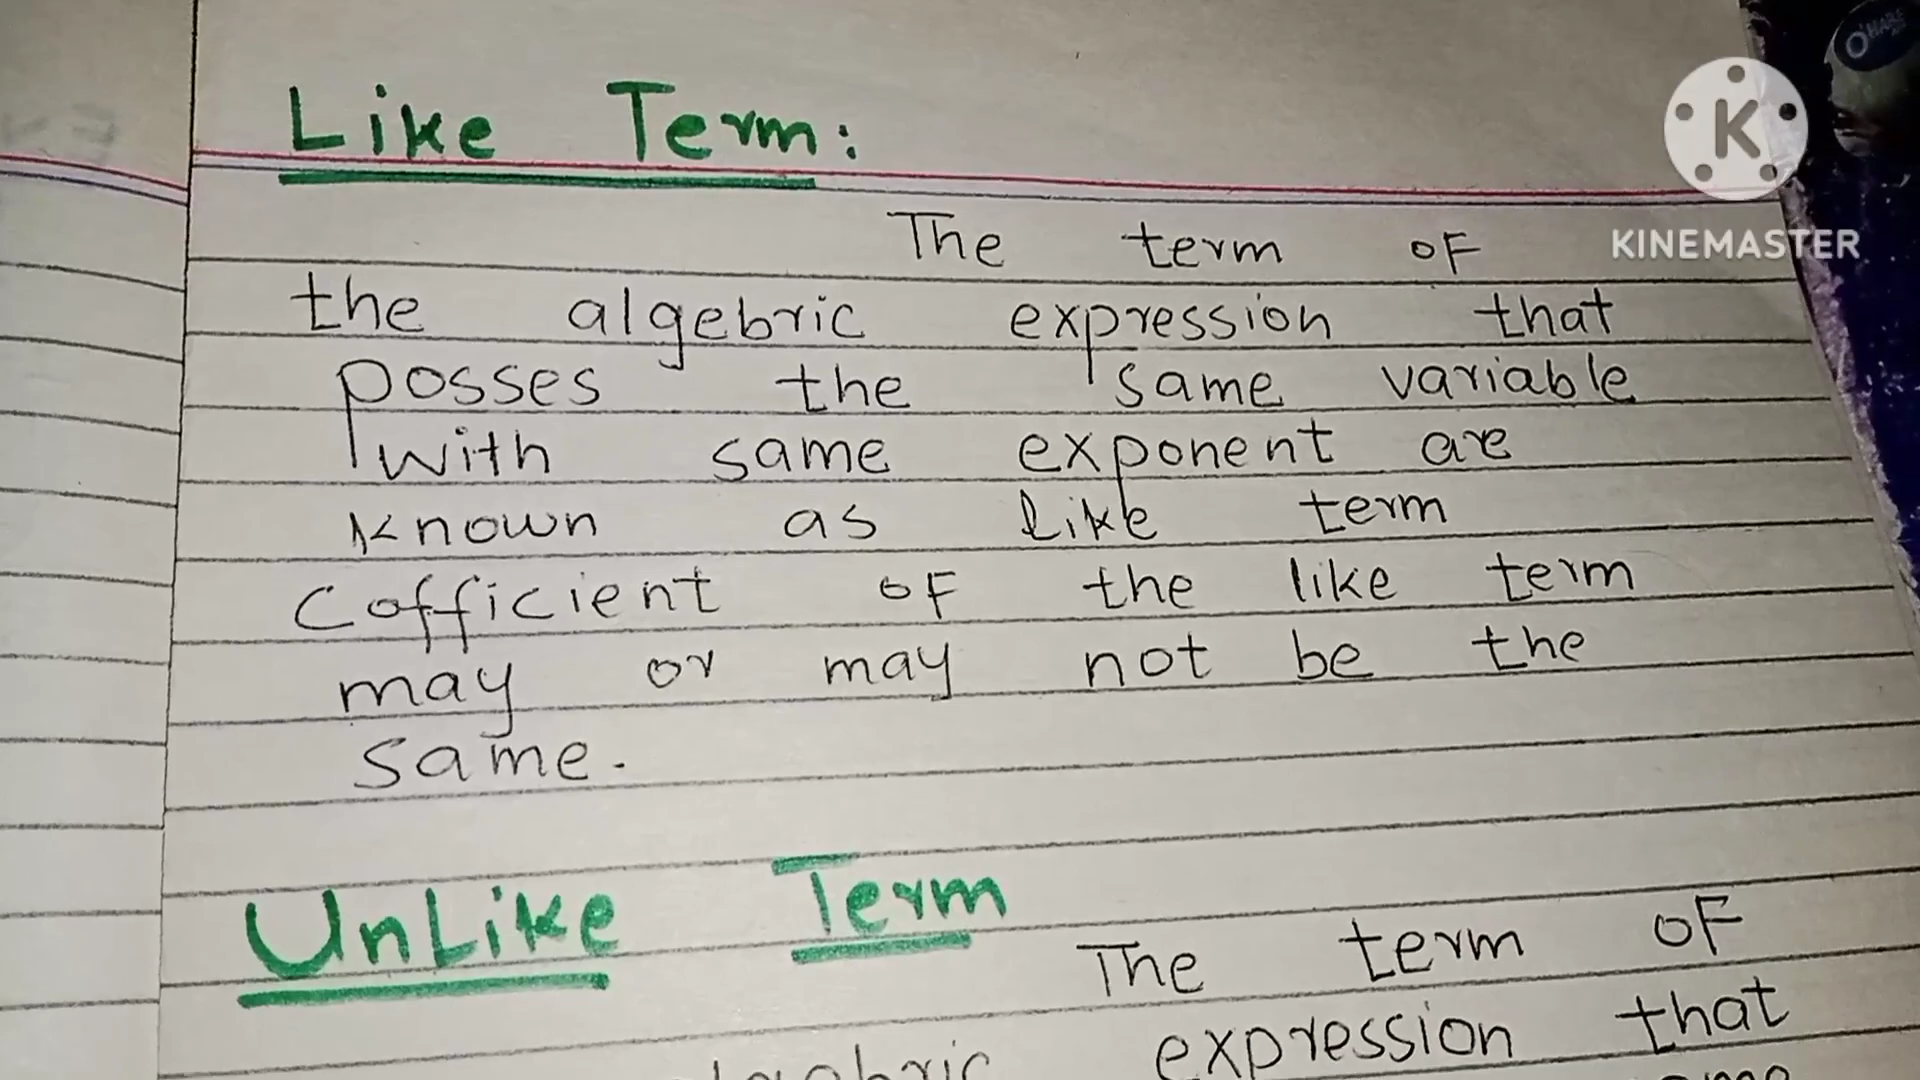 Like Term:
The term of
the algebric expression that
posses the same variable
with same exponent are
known as like term
Cofficient of the like term
may or may not be the
same.
UnLike Term
The term of
expression that
K
KINEMASTER